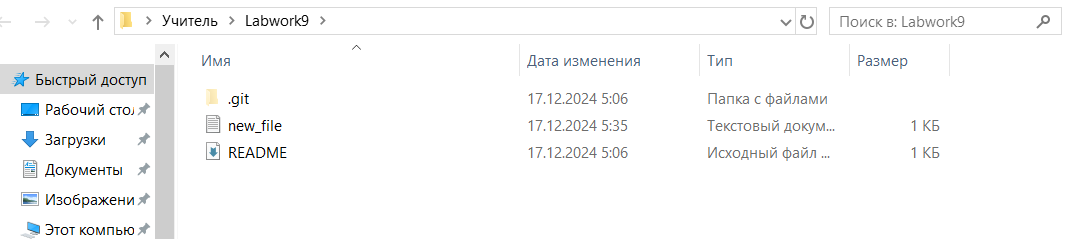 Учитель > Labwork9 >
Поиск в: Labwork9
Имя Дата изменения Тип Размер
Быстрый доступ
Рабочий стол
Загрузки
Документы
Изображени
Этот компью
.git 17.12.2024 5:06 Папка с файлами
new_file 17.12.2024 5:35 Текстовый докум... 1 КБ
README 17.12.2024 5:06 Исходный файл ... 1 КБ